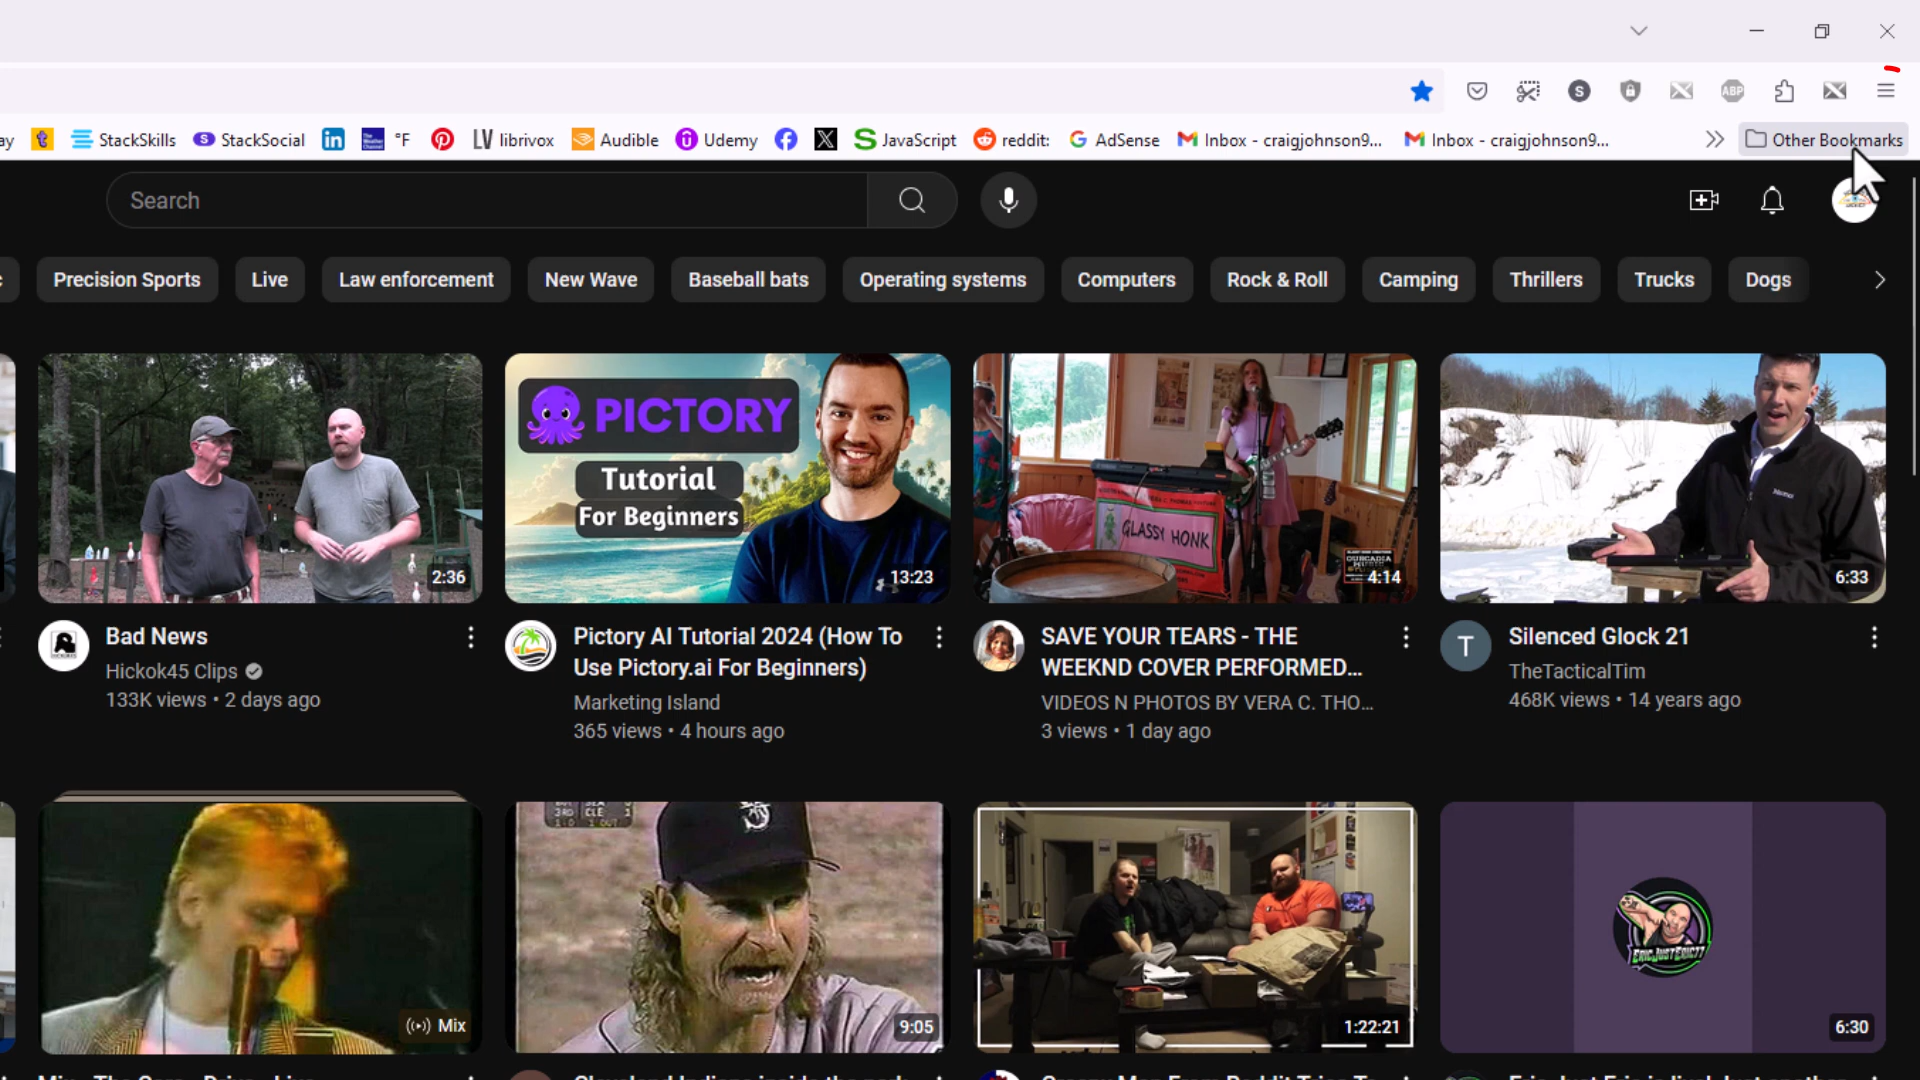 StackSkills StackSocial °F librivox Audible Udemy JavaScript reddit: AdSense Inbox - craigjohnson9... Inbox - craigjohnson9... Other Bookmarks
Search
Precision Sports Live Law enforcement New Wave Baseball bats Operating systems Computers Rock & Roll Camping Thrillers Trucks Dogs
PICTORY
Tutorial
For Beginners
GLASSY HONK
2:36
13:23
4:14
6:33
Bad News
Hickok45 Clips
133K views • 2 days ago
Pictory AI Tutorial 2024 (How To
Use Pictory.ai For Beginners)
Marketing Island
365 views • 4 hours ago
SAVE YOUR TEARS - THE
WEEKND COVER PERFORMED...
VIDEOS N PHOTOS BY VERA C. THO...
3 views • 1 day ago
T
Silenced Glock 21
TheTacticalTim
468K views • 14 years ago
Mix
9:05
1:22:21
ERICJUSTERIC77
6:30